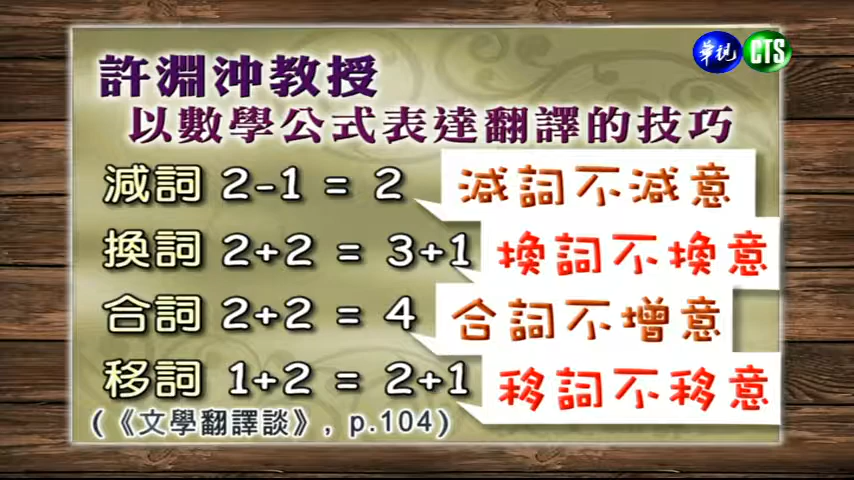 華視 CTS
許淵沖教授
以數學公式表達翻譯的技巧
減詞 2-1 = 2 減詞不減意
換詞 2+2 = 3+1 換詞不換意
合詞 2+2 = 4 合詞不增意
移詞 1+2 = 2+1 移詞不移意
(《文學翻譯談》, p.104)